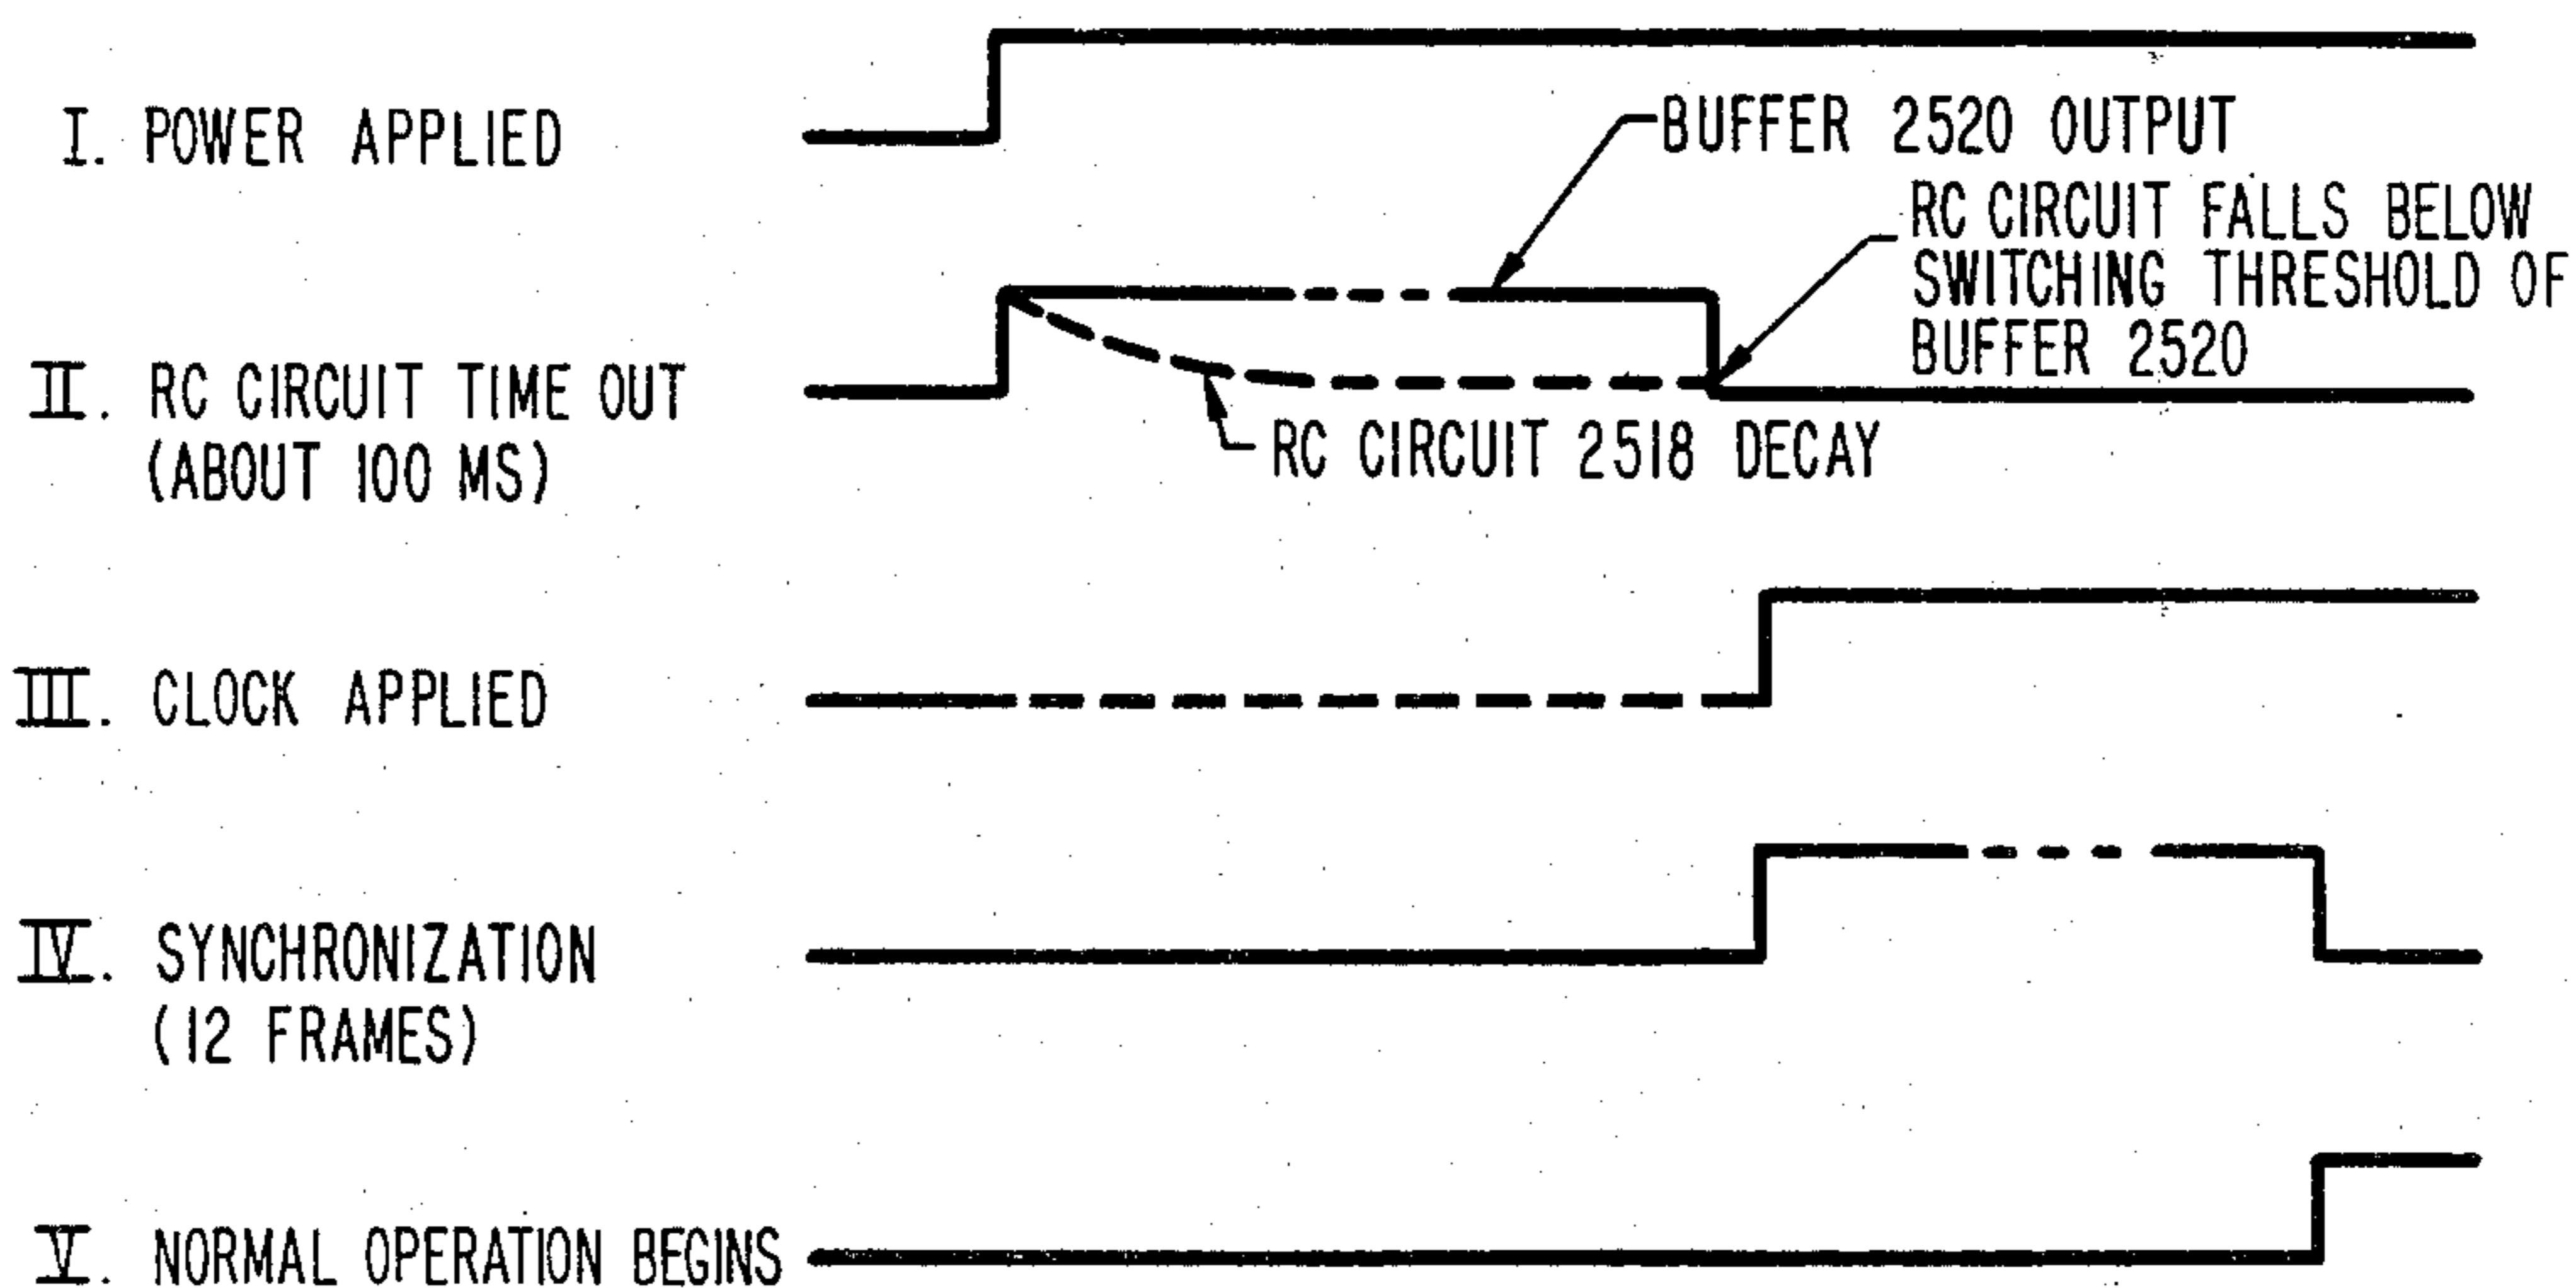 I. POWER APPLIED
BUFFER 2520 OUTPUT
RC CIRCUIT FALLS BELOW
SWITCHING THRESHOLD OF
BUFFER 2520
II. RC CIRCUIT TIME OUT
(ABOUT 100 MS)
RC CIRCUIT 2518 DECAY
III. CLOCK APPLIED
IV. SYNCHRONIZATION
(12 FRAMES)
V. NORMAL OPERATION BEGINS